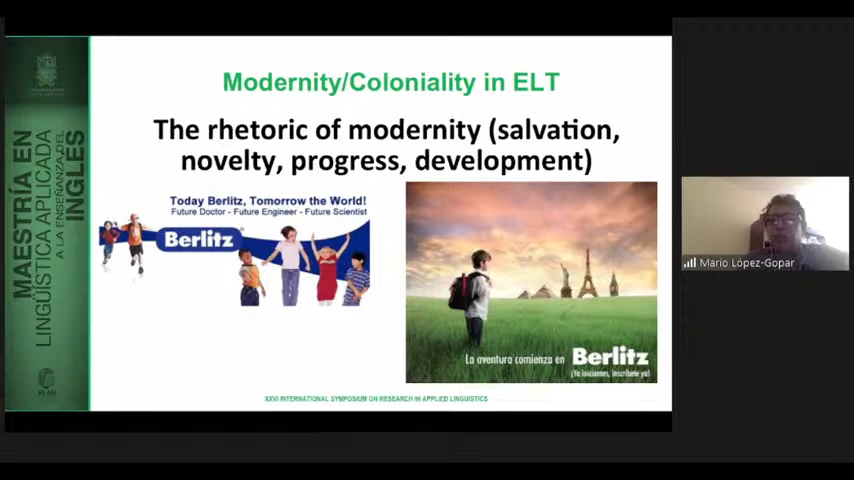 Modernity/Coloniality in ELT
The rhetoric of modernity (salvation,
novelty, progress, development)
Today Berlitz, Tomorrow the World!
Future Doctor - Future Engineer - Future Scientist
Berlitz
La aventura comienza en Berlitz
¡Ya iniciamos, inscríbete ya!
XXVI INTERNATIONAL SYMPOSIUM ON RESEARCH IN APPLIED LINGUISTICS
MAESTRÍA EN
LINGÜÍSTICA APLICADA
A LA ENSEÑANZA DEL
INGLÉS
Mario López-Gopar